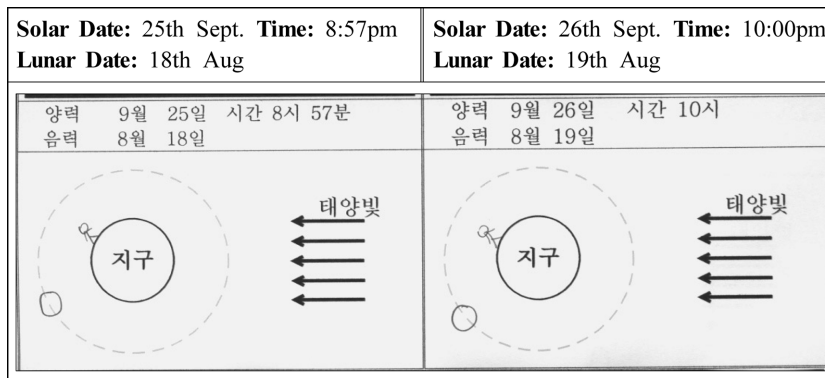 Solar Date: 25th Sept. Time: 8:57pm
Lunar Date: 18th Aug
Solar Date: 26th Sept. Time: 10:00pm
Lunar Date: 19th Aug
양력 9월 25일 시간 8시 57분
음력 8월 18일
태양빛
지구
양력 9월 26일 시간 10시
음력 8월 19일
태양빛
지구